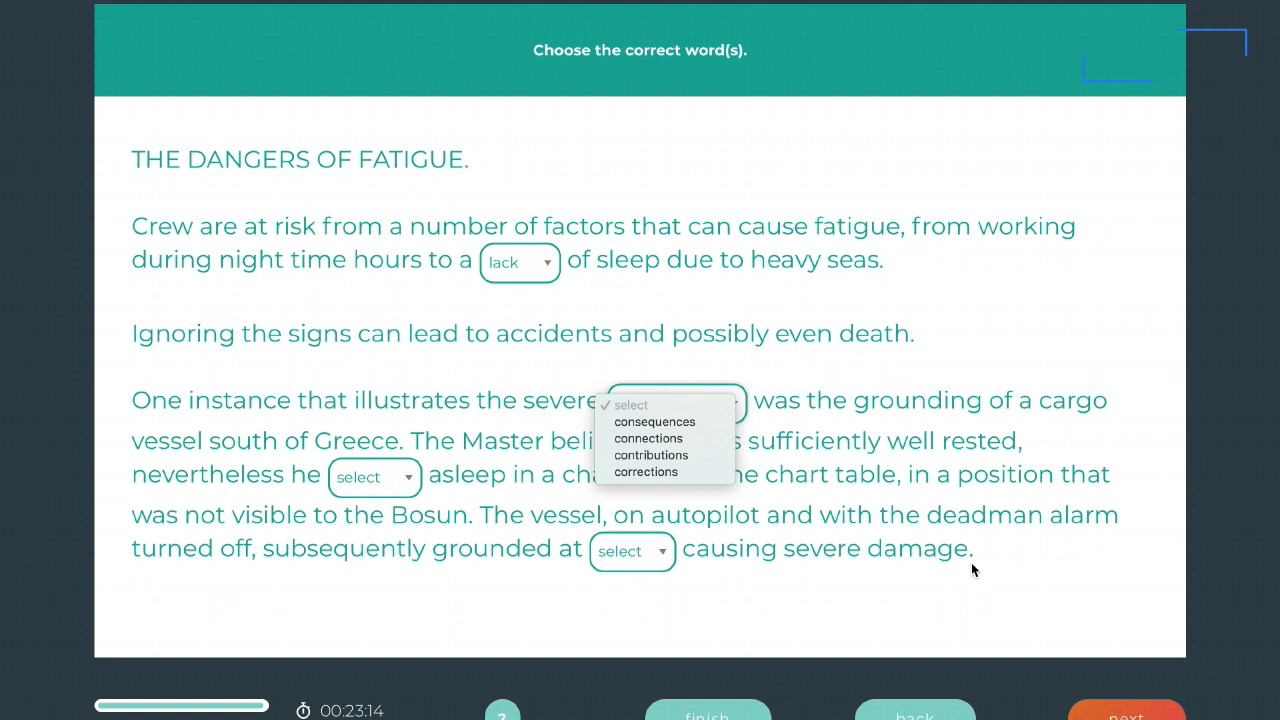 Choose the correct word(s).
THE DANGERS OF FATIGUE.
Crew are at risk from a number of factors that can cause fatigue, from working
during night time hours to a lack of sleep due to heavy seas.
Ignoring the signs can lead to accidents and possibly even death.
One instance that illustrates the severe was the grounding of a cargo
select
consequences
connections
contributions
corrections
vessel south of Greece. The Master sufficiently well rested,
nevertheless he select asleep in a chart table, in a position that
was not visible to the Bosun. The vessel, on autopilot and with the deadman alarm
turned off, subsequently grounded at select causing severe damage.
00:23:14
2
finish
back
next